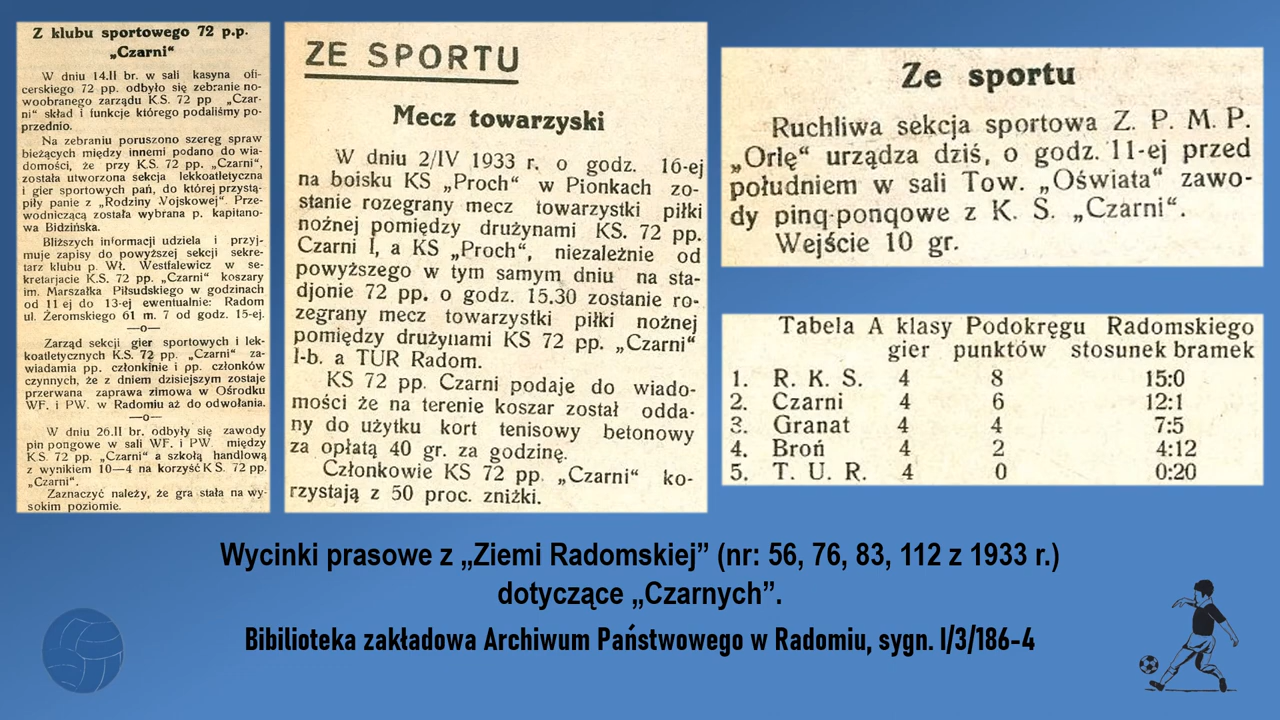 Z klubu sportowego 72 p.p.
„Czarni“
W dniu 14.II br. w sali kasyna ofi-
cerskiego 72 pp. odbyło się zebranie no-
woobranego zarządu K.S. 72 pp „Czar-
ni“ skład i funkcje którego podaliśmy po-
przednio.
Na zebraniu poruszono szereg spraw
bieżących między innemi podano do wia-
domości, że przy K.S. 72 pp. „Czarni“,
została utworzona sekcja lekkoatletyczna
i gier sportowych pań, do której przystą-
piły panie z „Rodziny Vojskowej“. Prze-
wodniczącą została wybrana p. kapitano-
wa Bidzińska.
Bliższych informacji udziela i przyj-
muje zapisy do powyższej sekcji sekre-
tarz klubu p. Wł. Westfalewicz w se-
kretarjacie K.S. 72 pp. „Czarni“ koszary
im. Marszałka Piłsudskiego w godzinach
od 11 ej do 13-ej ewentualnie: Radom
ul. Żeromskiego 61 m. 7 od godz. 15-ej.
—o—
Zarząd sekcji gier sportowych i lek-
koatletycznych K.S. 72 pp. „Czarni“ za-
wiadamia pp. członkinie i pp. członków
czynnych, że z dniem dzisiejszym zostaje
przerwana zaprawa zimowa w Ośrodku
WF. i PW. w Radomiu aż do odwołania.
—o—
W dniu 26.II br. odbyły się zawody
pin pongowe w sali WF. i PW. między
KS. 72 pp. „Czarni“ a szkołą handlową
z wynikiem 10—4 na korzyść K S. 72 pp.
„Czarni“.
Zaznaczyć należy, że gra stała na wy-
sokim poziomie.
ZE SPORTU
Mecz towarzyski
W dniu 2/IV 1933 r. o godz. 16-ej
na boisku KS „Proch“ w Pionkach zo-
stanie rozegrany mecz towarzystki piłki
nożnej pomiędzy drużynami KS. 72 pp.
Czarni I, a KS „Proch“, niezależnie od
powyższego w tym samym dniu na sta-
djonie 72 pp. o godz. 15.30 zostanie ro-
zegrany mecz towarzystki piłki nożnej
pomiędzy drużynami KS 72 pp. „Czarni“
I-b. a TUR Radom.
KS 72 pp. Czarni podaje do wiado-
mości że na terenie koszar został odda-
ny do użytku kort tenisowy betonowy
za opłatą 40 gr. za godzinę.
Członkowie KS 72 pp. „Czarni“ ko-
rzystają z 50 proc. zniżki.
Ze sportu
Ruchliwa sekcja sportowa Z. P. M. P.
„Orlę“ urządza dziś, o godz. 11-ej przed
południem w sali Tow. „Oświata“ zawo-
dy pinq-ponqowe z K. S. „Czarni“.
Wejście 10 gr.
Tabela A klasy Podokręgu Radomskiego
gier punktów stosunek bramek
1. R. K. S. 4 8 15:0
2. Czarni 4 6 12:1
3. Granat 4 4 7:5
4. Broń 4 2 4:12
5. T. U. R. 4 0 0:20
Wycinki prasowe z „Ziemi Radomskiej” (nr: 56, 76, 83, 112 z 1933 r.)
dotyczące „Czarnych”.
Bibilioteka zakładowa Archiwum Państwowego w Radomiu, sygn. I/3/186-4